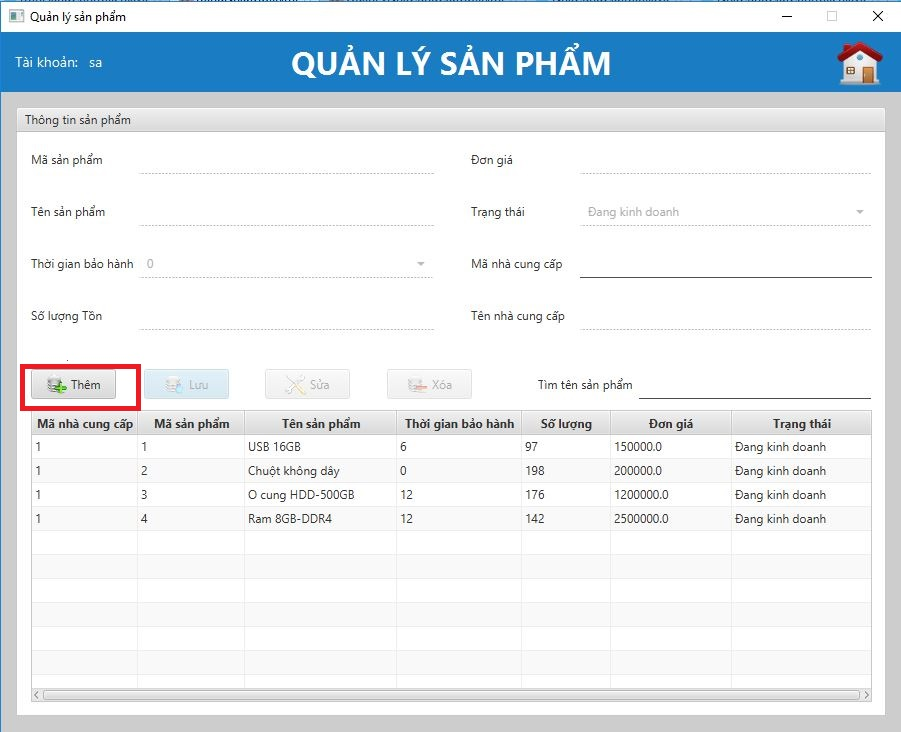 Quản lý sản phẩm
Tài khoản: sa
QUẢN LÝ SẢN PHẨM
Thông tin sản phẩm
Mã sản phẩm
Đơn giá
Tên sản phẩm
Trạng thái Đang kinh doanh
Thời gian bảo hành 0
Mã nhà cung cấp
Số lượng Tồn
Tên nhà cung cấp
Thêm Lưu Sửa Xóa Tìm tên sản phẩm
Mã nhà cung cấp Mã sản phẩm Tên sản phẩm Thời gian bảo hành Số lượng Đơn giá Trạng thái
1 1 USB 16GB 6 97 150000.0 Đang kinh doanh
1 2 Chuột không dây 0 198 200000.0 Đang kinh doanh
1 3 O cung HDD-500GB 12 176 1200000.0 Đang kinh doanh
1 4 Ram 8GB-DDR4 12 142 2500000.0 Đang kinh doanh